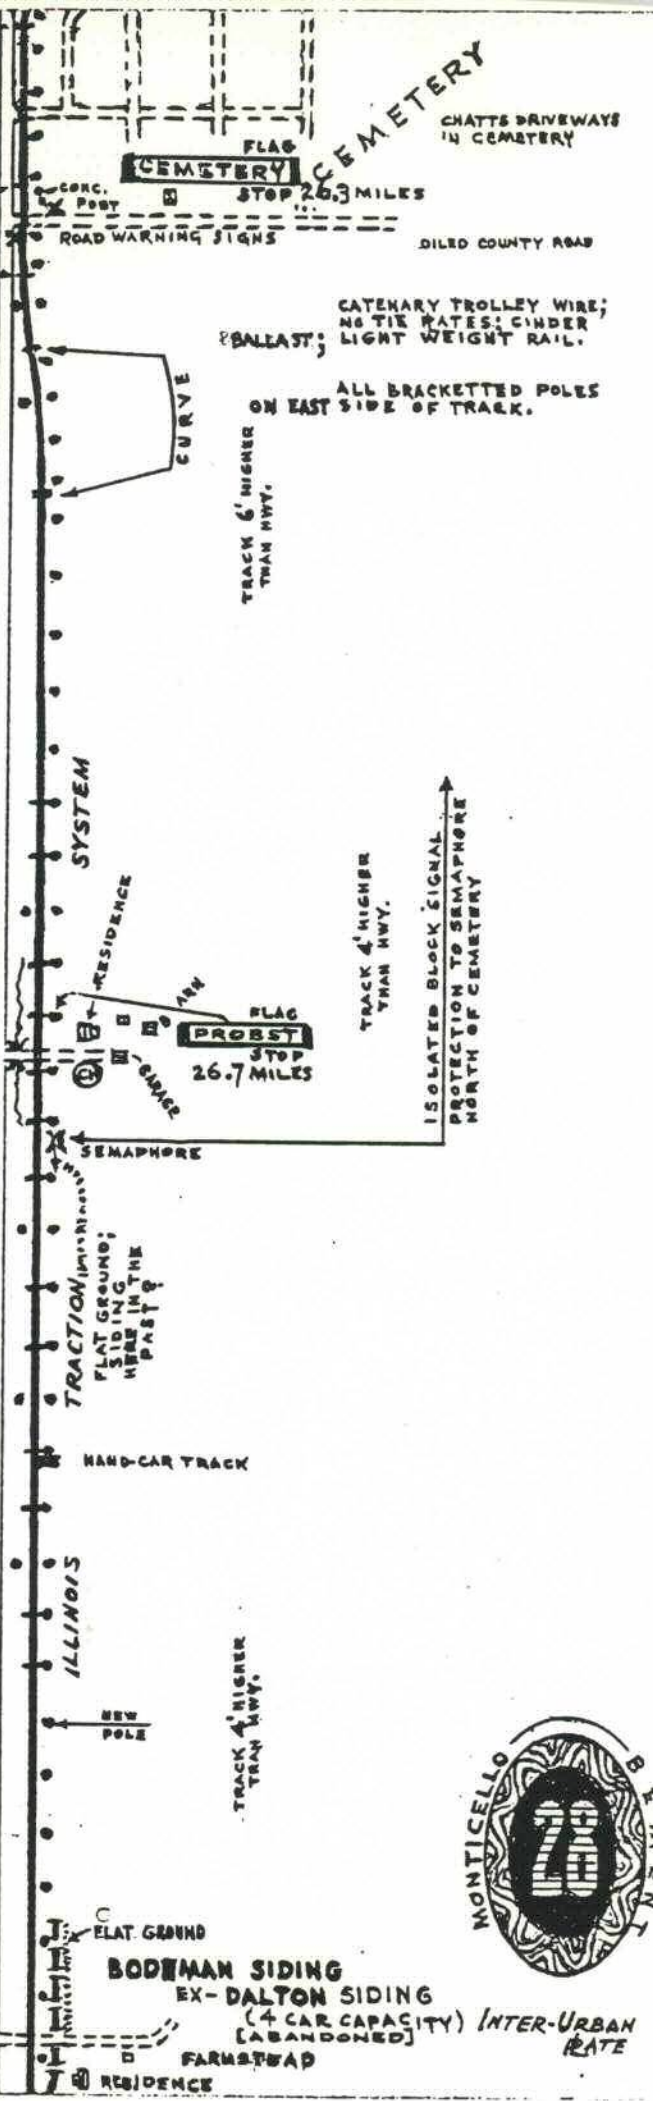 CEMETERY
CHATTS DRIVEWAYS
IN CEMETERY
FLAG
CEMETERY
STOP 26.3 MILES
CONC.
POST
ROAD WARNING SIGNS
OILED COUNTY ROAD
CATENARY TROLLEY WIRE;
NO TIE PLATES; CINDER
BALLAST; LIGHT WEIGHT RAIL.
ALL BRACKETTED POLES
ON EAST SIDE OF TRACK.
CURVE
TRACK 6' HIGHER
THAN HWY.
SYSTEM
RESIDENCE
TRACK 4' HIGHER
THAN HWY.
ISOLATED BLOCK SIGNAL
PROTECTION TO SEMAPHORE
NORTH OF CEMETERY
FLAG
PROBST
STOP
26.7 MILES
GARAGE
SEMAPHORE
TRACTION
FLAT GROUND;
SIDING
HERE IN THE
PAST?
HAND-CAR TRACK
ILLINOIS
NEW
POLE
TRACK 4' HIGHER
THAN HWY.
MONTICELLO
BEMENT
28
C
FLAT GROUND
BODEMAN SIDING
EX-DALTON SIDING
(4 CAR CAPACITY)
[ABANDONED]
INTER-URBAN
PLATE
FARMSTEAD
RESIDENCE